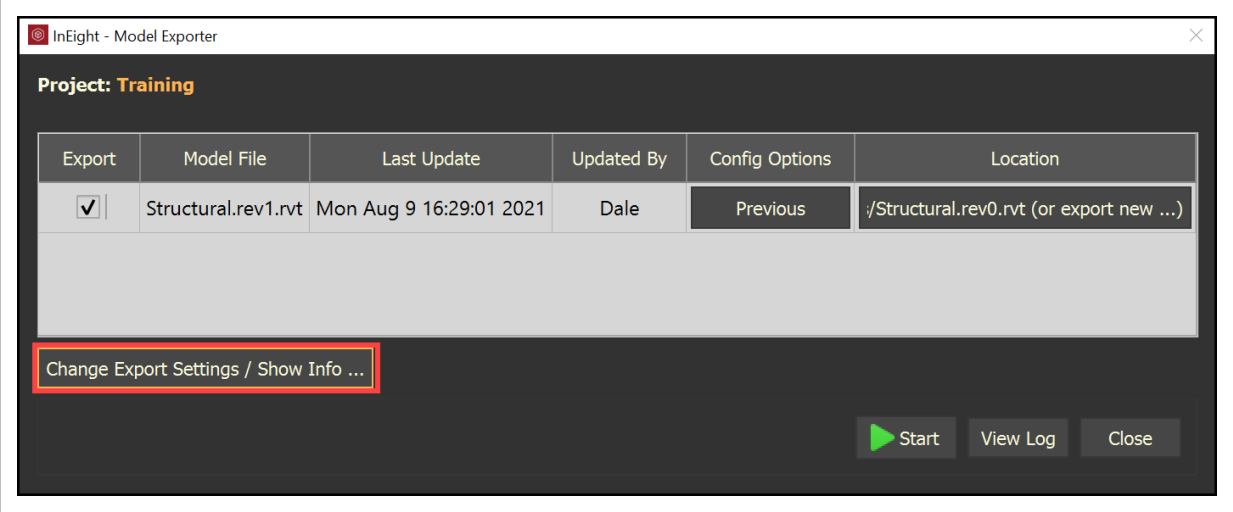 InEight - Model Exporter
Project: Training
Export Model File Last Update Updated By Config Options Location
Structural.rev1.rvt Mon Aug 9 16:29:01 2021 Dale Previous :/Structural.rev0.rvt (or export new ...)
Change Export Settings / Show Info ...
Start View Log Close